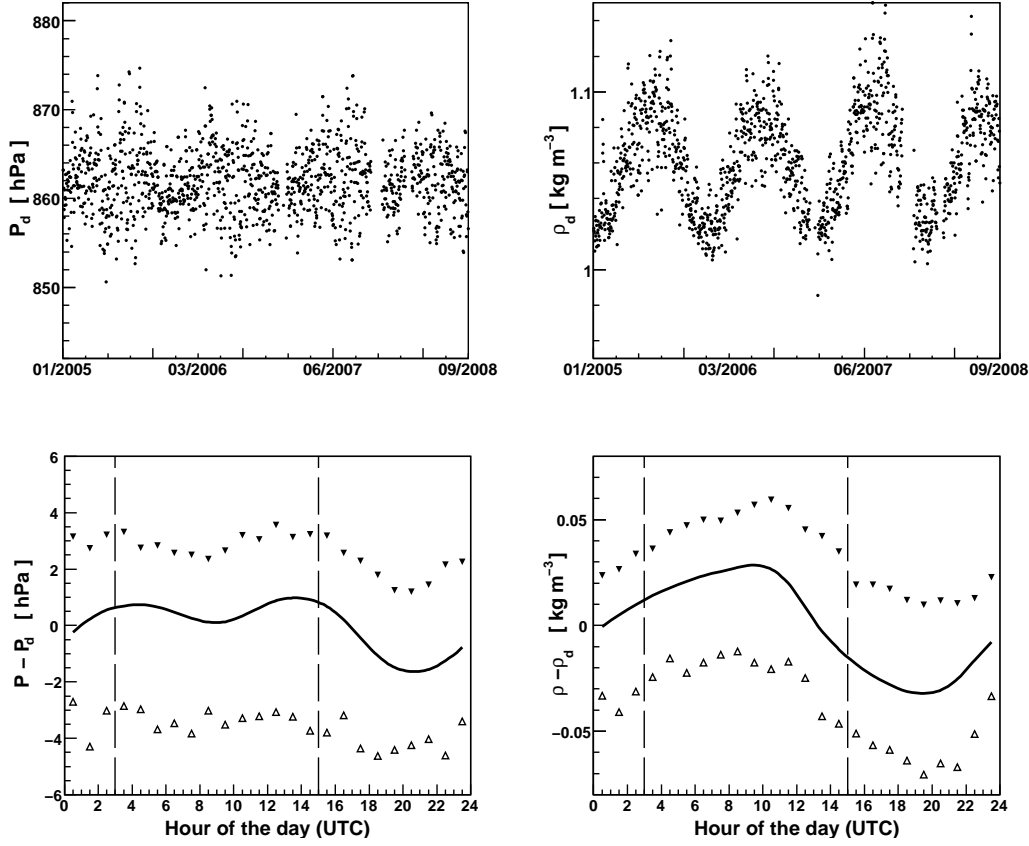 880
870
860
850
P_d [ hPa ]
01/2005 03/2006 06/2007 09/2008
1.1
1
ρ_d [ kg m⁻³ ]
01/2005 03/2006 06/2007 09/2008
6
4
2
0
−2
−4
−6
P − P_d [ hPa ]
0 2 4 6 8 10 12 14 16 18 20 22 24
Hour of the day (UTC)
0.05
0
−0.05
ρ − ρ_d [ kg m⁻³ ]
0 2 4 6 8 10 12 14 16 18 20 22 24
Hour of the day (UTC)